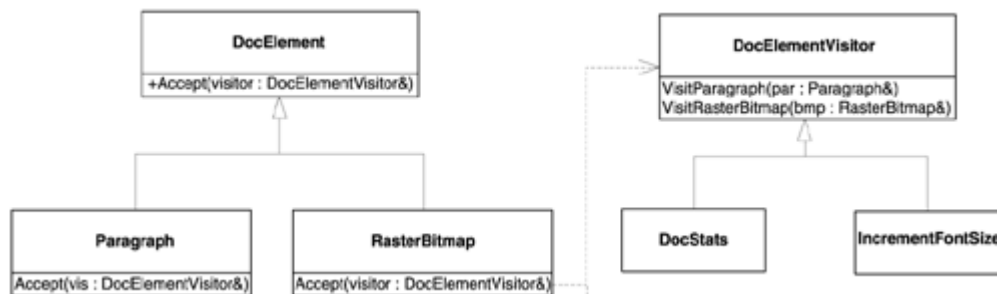 DocElement
+Accept(visitor : DocElementVisitor&)
DocElementVisitor
VisitParagraph(par : Paragraph&)
VisitRasterBitmap(bmp : RasterBitmap&)
Paragraph
Accept(vis : DocElementVisitor&)
RasterBitmap
Accept(visitor : DocElementVisitor&)
DocStats
IncrementFontSize